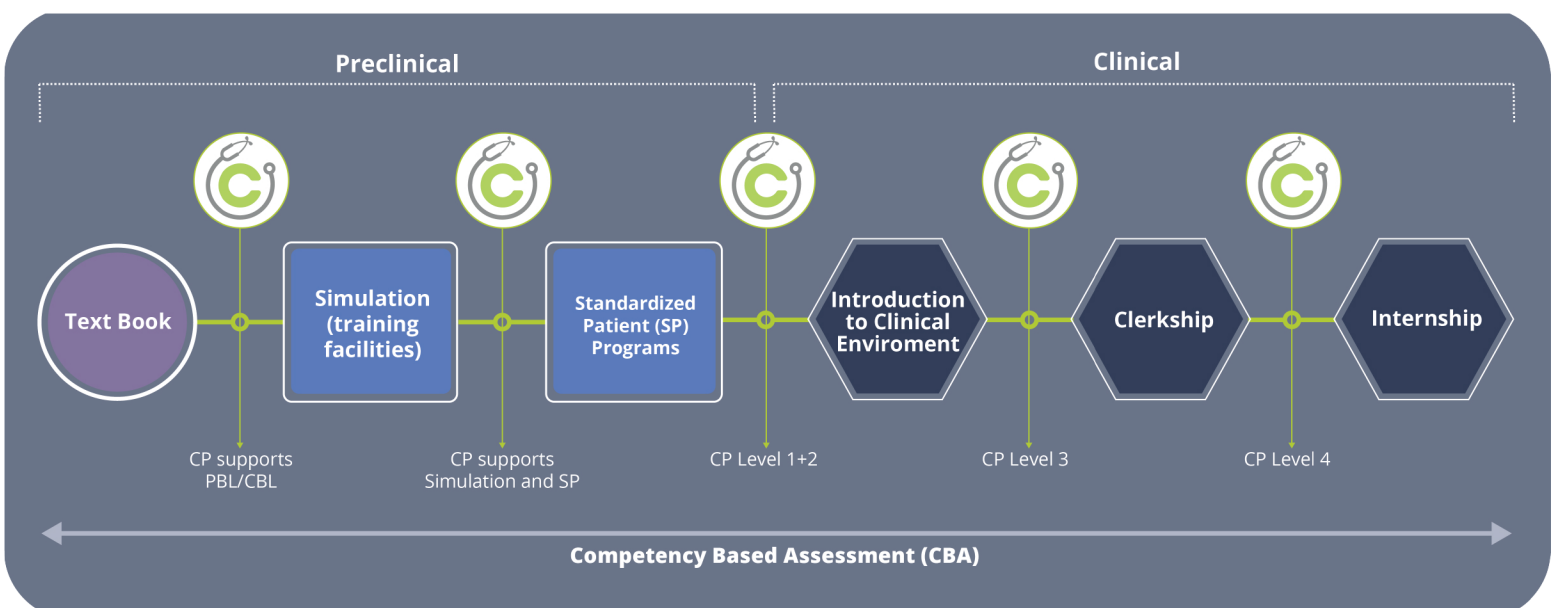 Preclinical
Clinical
Text Book
Simulation
(training
facilities)
Standardized
Patient (SP)
Programs
Introduction
to Clinical
Enviroment
Clerkship
Internship
CP supports
PBL/CBL
CP supports
Simulation and SP
CP Level 1+2
CP Level 3
CP Level 4
Competency Based Assessment (CBA)